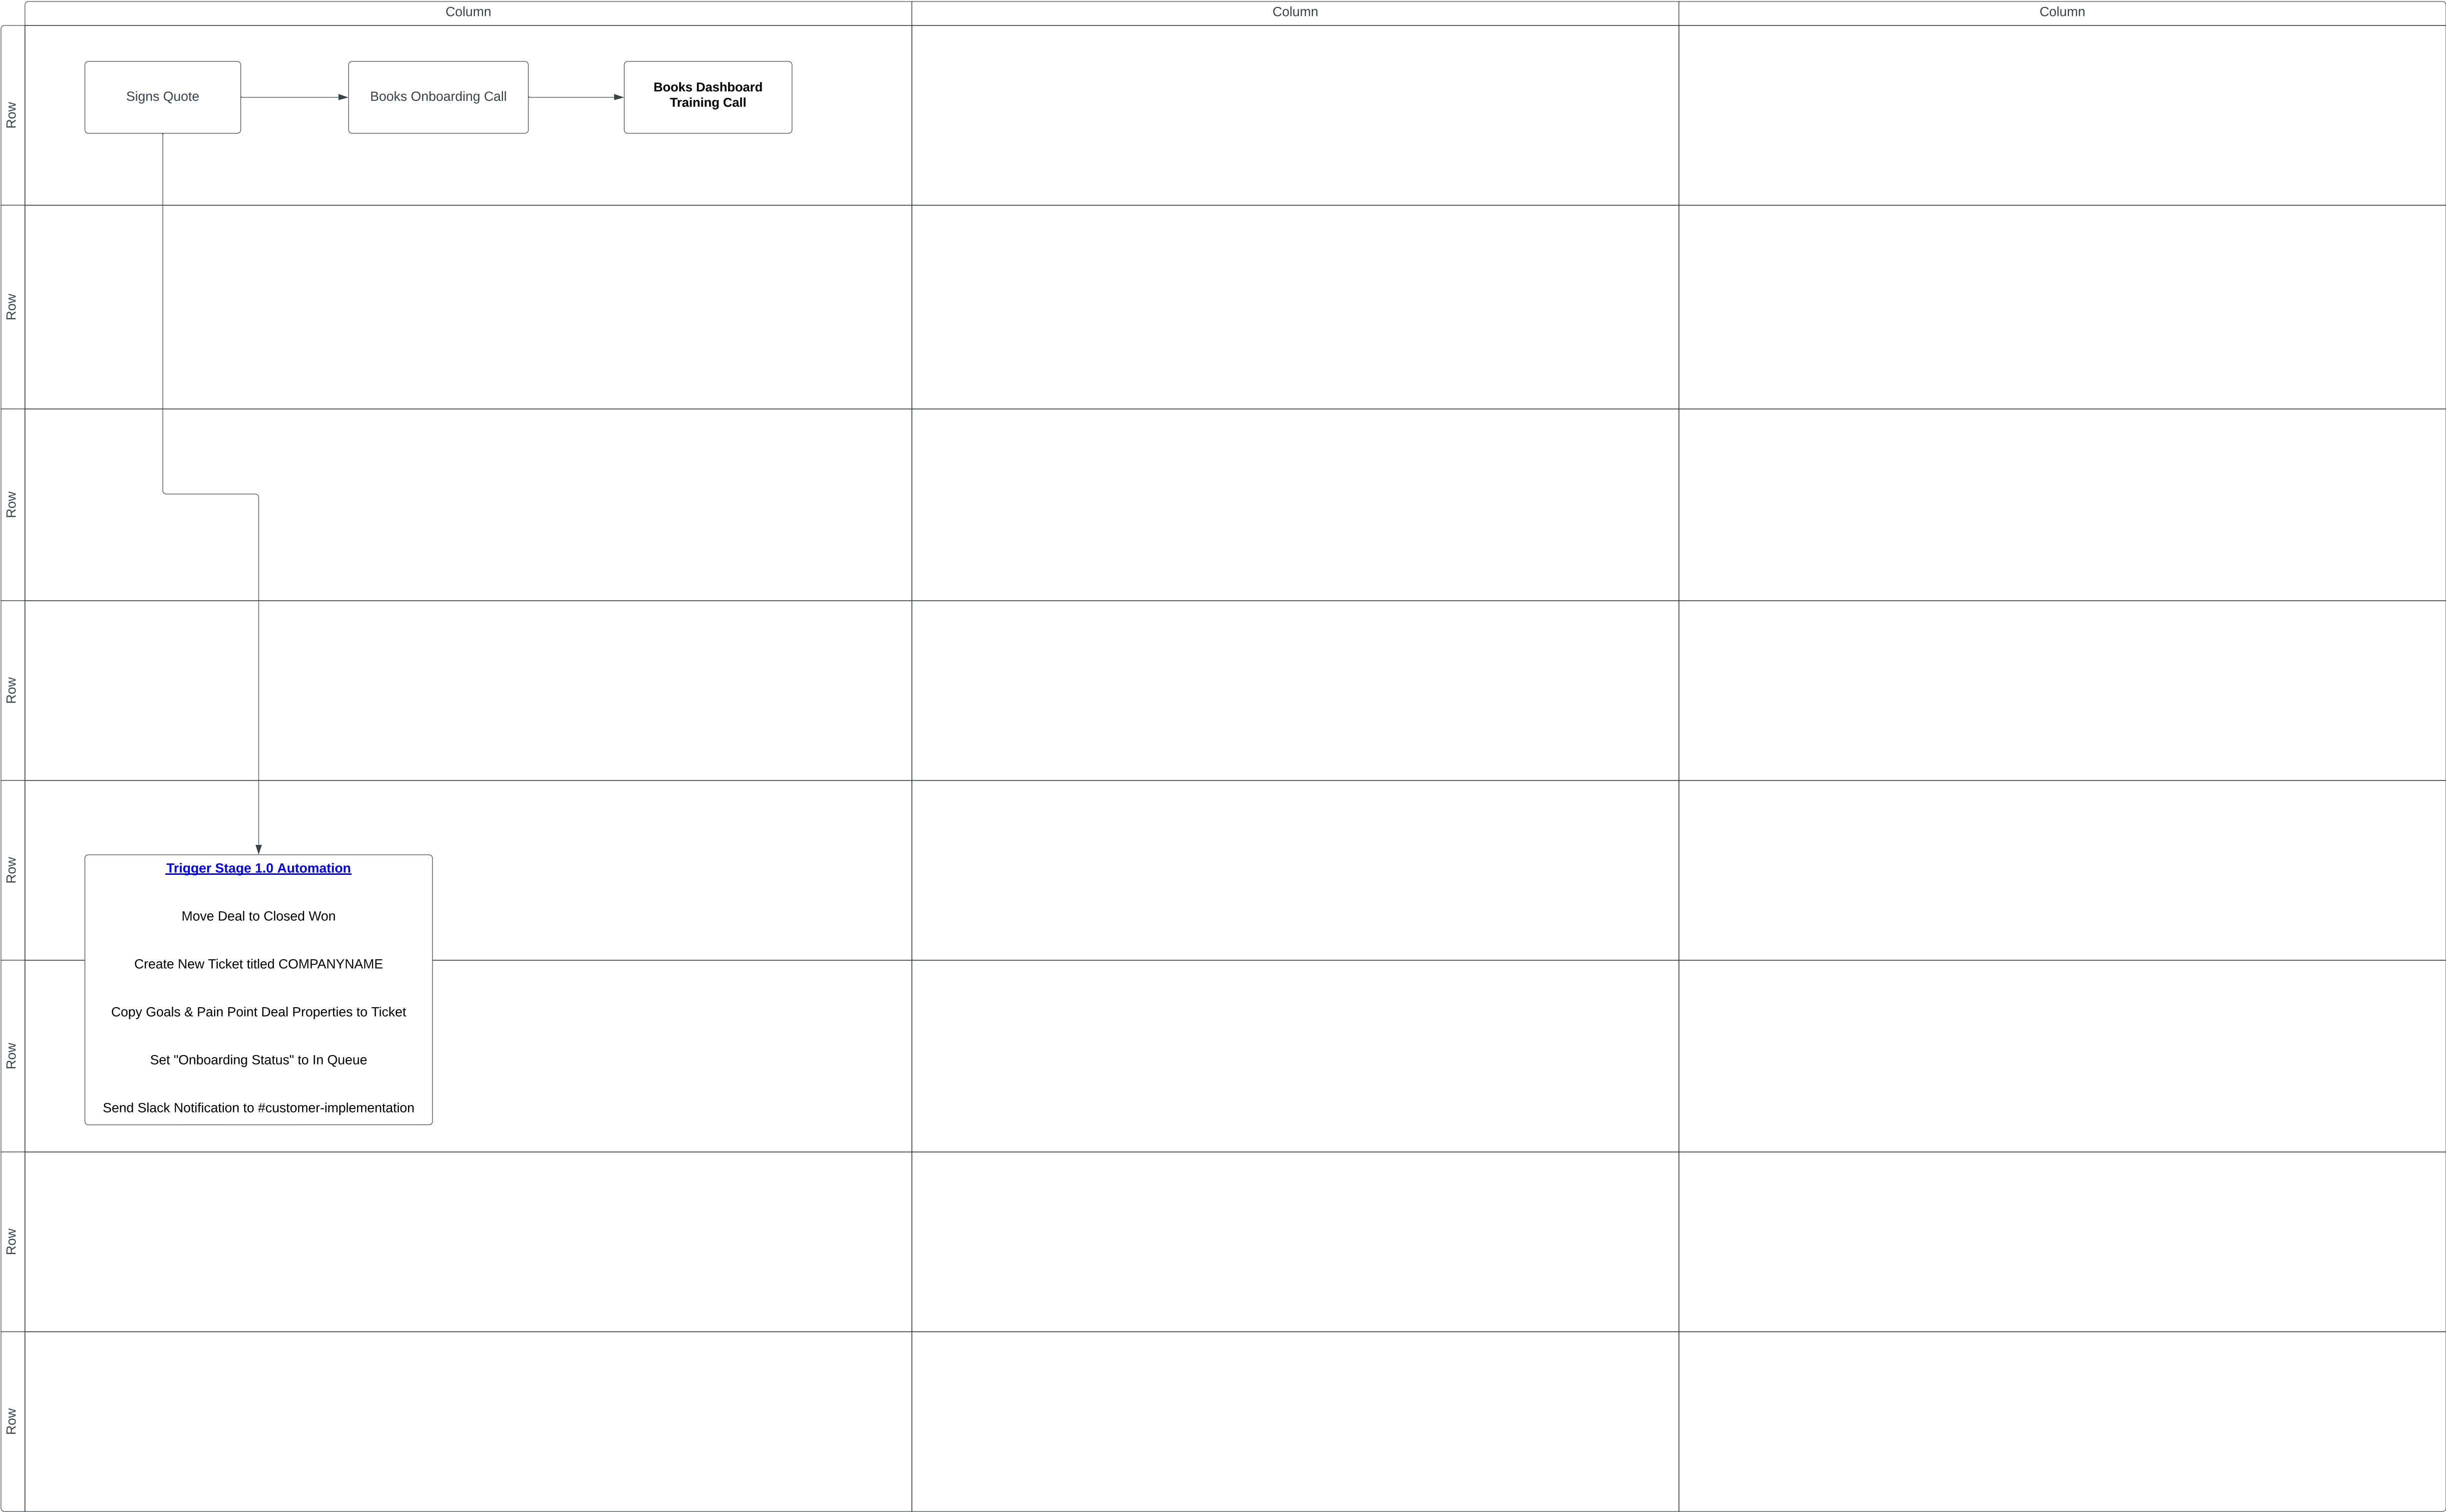 Column
Column
Column
Row
Signs Quote
Books Onboarding Call
Books Dashboard
Training Call
Row
Row
Row
Row
Trigger Stage 1.0 Automation
Move Deal to Closed Won
Create New Ticket titled COMPANYNAME
Row
Copy Goals & Pain Point Deal Properties to Ticket
Set "Onboarding Status" to In Queue
Send Slack Notification to #customer-implementation
Row
Row